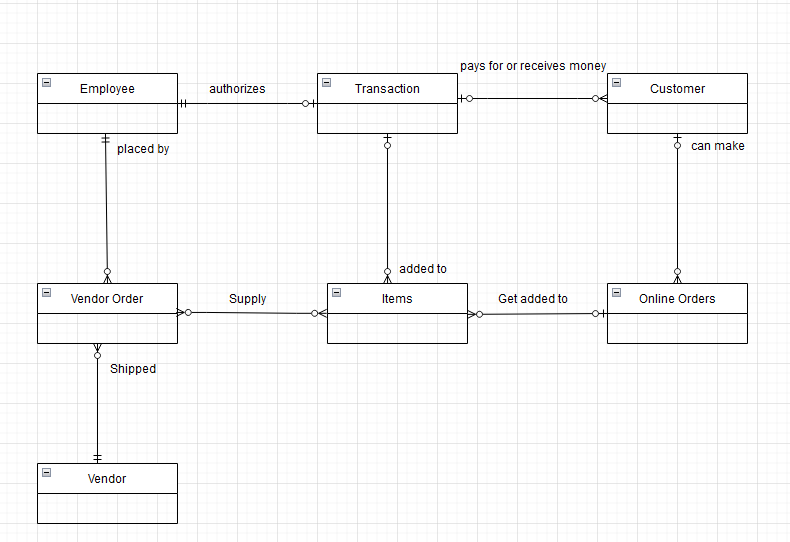 pays for or receives money
Employee
authorizes
Transaction
Customer
placed by
can make
added to
Vendor Order
Supply
Items
Get added to
Online Orders
Shipped
Vendor